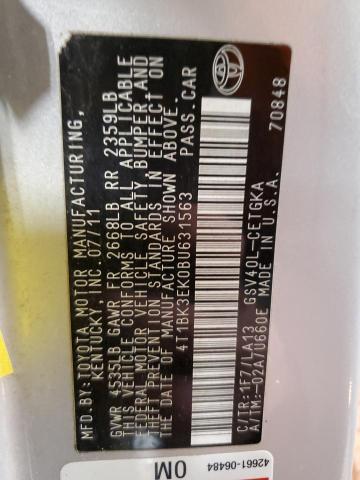 MFD. BY:TOYOTA MOTOR MANUFACTURING,
KENTUCKY, INC. 07/11
GVWR 4535LB GAWR FR 2668LB RR 2359LB
THIS VEHICLE CONFORMS TO ALL APPLICABLE
FEDERAL MOTOR VEHICLE SAFETY, BUMPER, AND
THEFT PREVENTION STANDARDS IN EFFECT ON
THE DATE OF MANUFACTURE SHOWN ABOVE.
4T1BK3EK0BU631563 PASS.CAR
C/TR:1F7/LA13 GSV40L-CETGKA
A/TM:-02A/U660E MADE IN U.S.A.
70848
42661-06484
0M